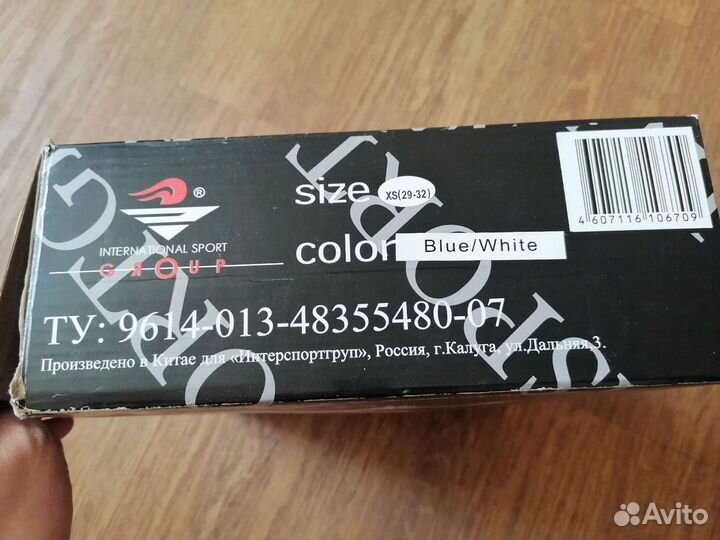 ®
INTERNATIONAL SPORT
GROUP
size XS(29-32)
color Blue/White
4 607116 106709
ТУ: 9614-013-48355480-07
Произведено в Китае для «Интерспортгруп», Россия, г.Калуга, ул.Дальняя,3.
Avito